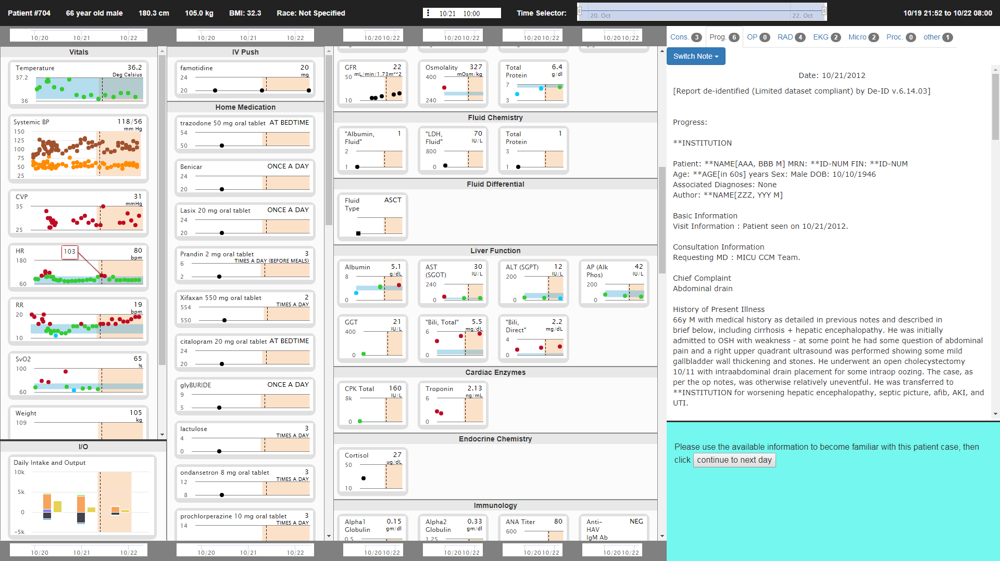 Patient #704 66 year old male 180.3 cm 105.0 kg BMI: 32.3 Race: Not Specified 10/21 10:00 Time Selector: 20. Oct 22. Oct 10/19 21:52 to 10/22 08:00
10/20 10/21 10/22
10/20 10/21 10/22
10/20 10/22
10/20 10/22
10/20 10/22
10/20 10/22
Vitals
Temperature 36.2
Deg Celsius
37.2
36
Systemic BP 118/56
mm Hg
150
125
100
75
50
25
CVP 31
mmHg
35
25
HR 103 80
bpm
180
60
RR 19
bpm
20
10
SvO2 65
%
100
60
Weight 105
kg
109
I/O
Daily Intake and Output
10k
5k
0
-5k
10/20 10/21 10/22
IV Push
famotidine 20
mg
24
20
Home Medication
trazodone 50 mg oral tablet AT BEDTIME
54
50
Benicar ONCE A DAY
24
20
Lasix 20 mg oral tablet ONCE A DAY
24
20
Prandin 2 mg oral tablet 3
TIMES A DAY (BEFORE MEALS)
6
2
Xifaxan 550 mg oral tablet 2
TIMES A DAY
554
550
citalopram 20 mg oral tablet AT BEDTIME
24
20
glyBURIDE ONCE A DAY
9
5
lactulose 3
TIMES A DAY
4
0
ondansetron 8 mg oral tablet 3
TIMES A DAY
12
8
prochlorperazine 10 mg oral tablet 3
TIMES A DAY
14
10/20 10/21 10/22
GFR 22
mL/min/1.73m**2
50
10
Osmolality 327
mOsm/kg
400
240
Total Protein 6.4
g/dl
7
3
Fluid Chemistry
"Albumin, Fluid" 1
2
1
"LDH, Fluid" 70
IU/L
800
0
Total Protein 1
3
1
Fluid Differential
Fluid Type ASCT
Liver Function
Albumin 5.1
g/dL
8
0
AST (SGOT) 30
IU/L
240
0
ALT (SGPT) 12
IU/L
200
0
AP (Alk Phos) 42
IU/L
200
0
GGT 21
IU/L
400
0
"Bili, Total" 5.5
mg/dL
6
0
"Bili, Direct" 2.2
mg/dL
4
0
Cardiac Enzymes
CPK Total 160
IU/L
8k
0
Troponin 2.13
ng/mL
6
0
Endocrine Chemistry
Cortisol 27
ug/dL
50
10
Immunology
Alpha1 Globulin 0.15
gm/dl
0.5
Alpha2 Globulin 0.33
gm/dl
1.25
ANA Titer 80
600
Anti-HAV IgM Ab NEG
10/20 10/22
10/20 10/22
10/20 10/22
10/20 10/22
Cons. 3 Prog. 6 OP 0 RAD 4 EKG 2 Micro 2 Proc. 0 other 1
Switch Note
Date: 10/21/2012
[Report de-identified (Limited dataset compliant) by De-ID v.6.14.03]
Progress:
**INSTITUTION
Patient: **NAME[AAA, BBB M] MRN: **ID-NUM FIN: **ID-NUM
Age: **AGE[in 60s] years Sex: Male DOB: 10/10/1946
Associated Diagnoses: None
Author: **NAME[ZZZ, YYY M]
Basic Information
Visit Information : Patient seen on 10/21/2012.
Consultation Information
Requesting MD : MICU CCM Team.
Chief Complaint
Abdominal drain
History of Present Illness
66y M with medical history as detailed in previous notes and described in
brief below, including cirrhosis + hepatic encephalopathy. He was initially
admitted to OSH with weakness - at some point he had some question of abdominal
pain and a right upper quadrant ultrasound was performed showing some mild
gallbladder wall thickening and stones. He underwent an open cholecystectomy
10/11 with intraabdominal drain placement for some intraop oozing. The case, as
per the op notes, was otherwise relatively uneventful. He was transferred to
**INSTITUTION for worsening hepatic encephalopathy, septic picture, afib, AKI, and
UTI.
Please use the available information to become familiar with this patient case, then
click continue to next day